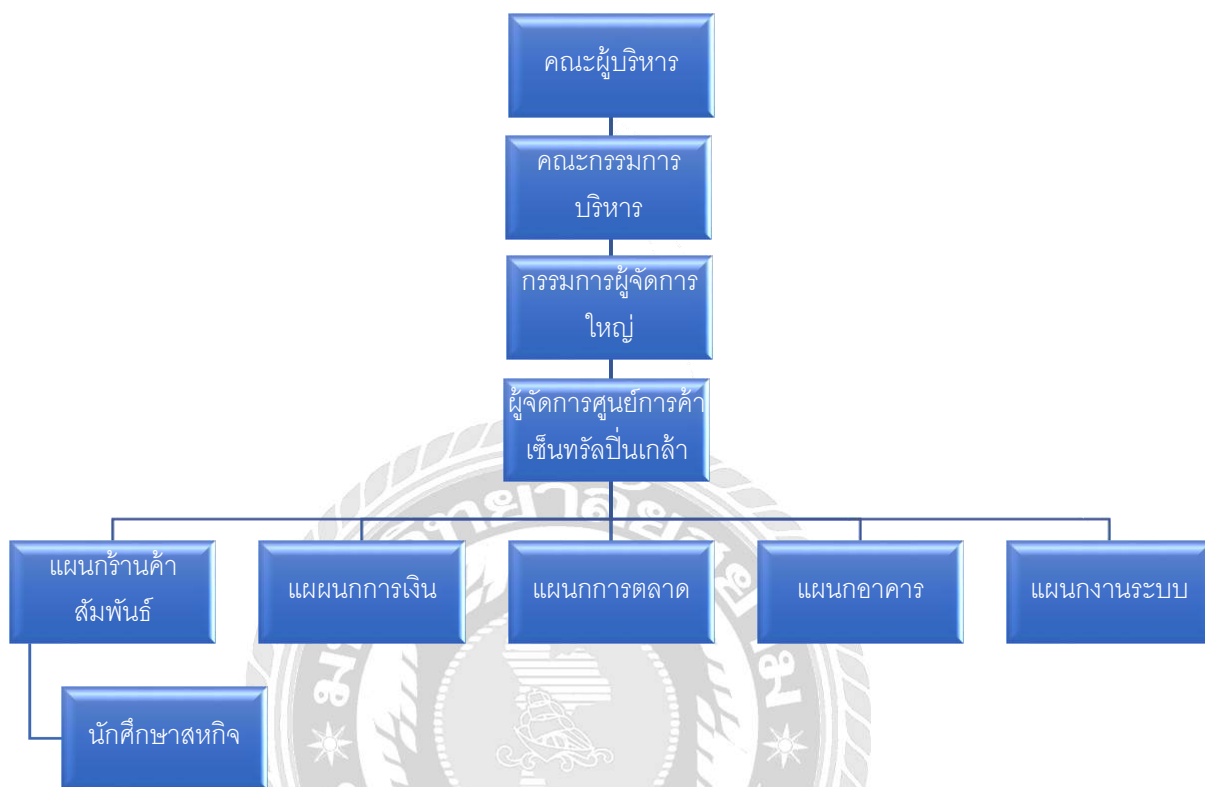 คณะผู้บริหาร
คณะกรรมการ
บริหาร
กรรมการผู้จัดการ
ใหญ่
ผู้จัดการศูนย์การค้า
เซ็นทรัลปิ่นเกล้า
แผนกร้านค้า
สัมพันธ์
แผผนกการเงิน
แผนกการตลาด
แผนกอาคาร
แผนกงานระบบ
นักศึกษาสหกิจ